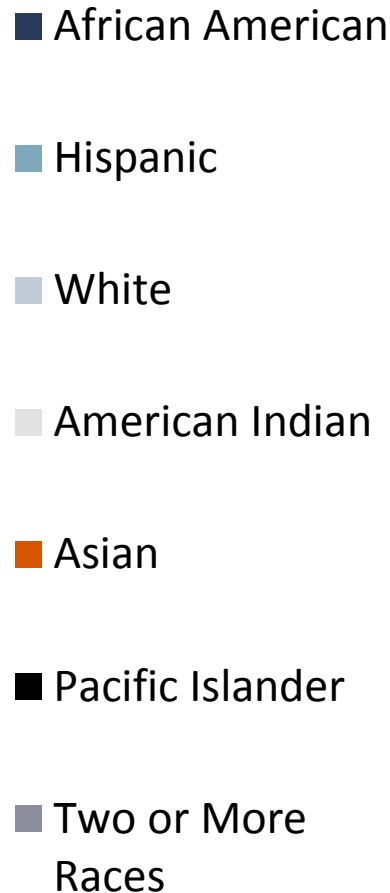 African American
Hispanic
White
American Indian
Asian
Pacific Islander
Two or More
Races